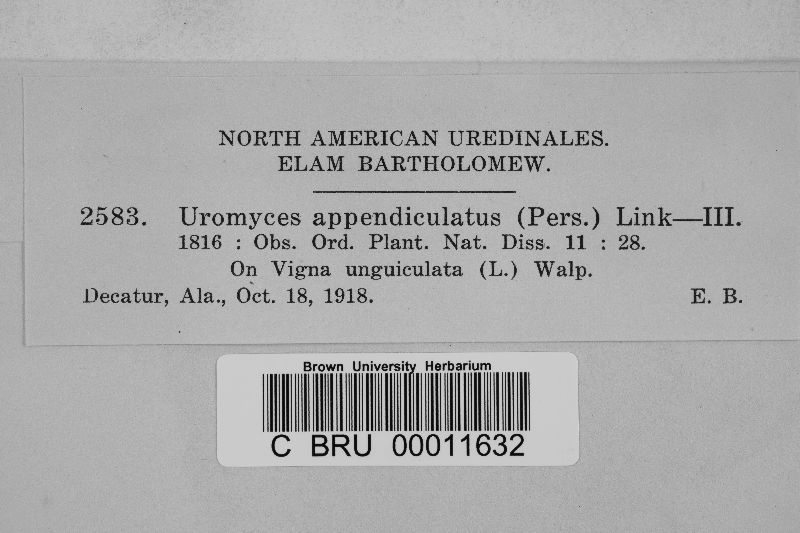 NORTH AMERICAN UREDINALES.
ELAM BARTHOLOMEW.
2583. Uromyces appendiculatus (Pers.) Link—III.
1816 : Obs. Ord. Plant. Nat. Diss. 11 : 28.
On Vigna unguiculata (L.) Walp.
Decatur, Ala., Oct. 18, 1918. E. B.
Brown University Herbarium
C BRU 00011632